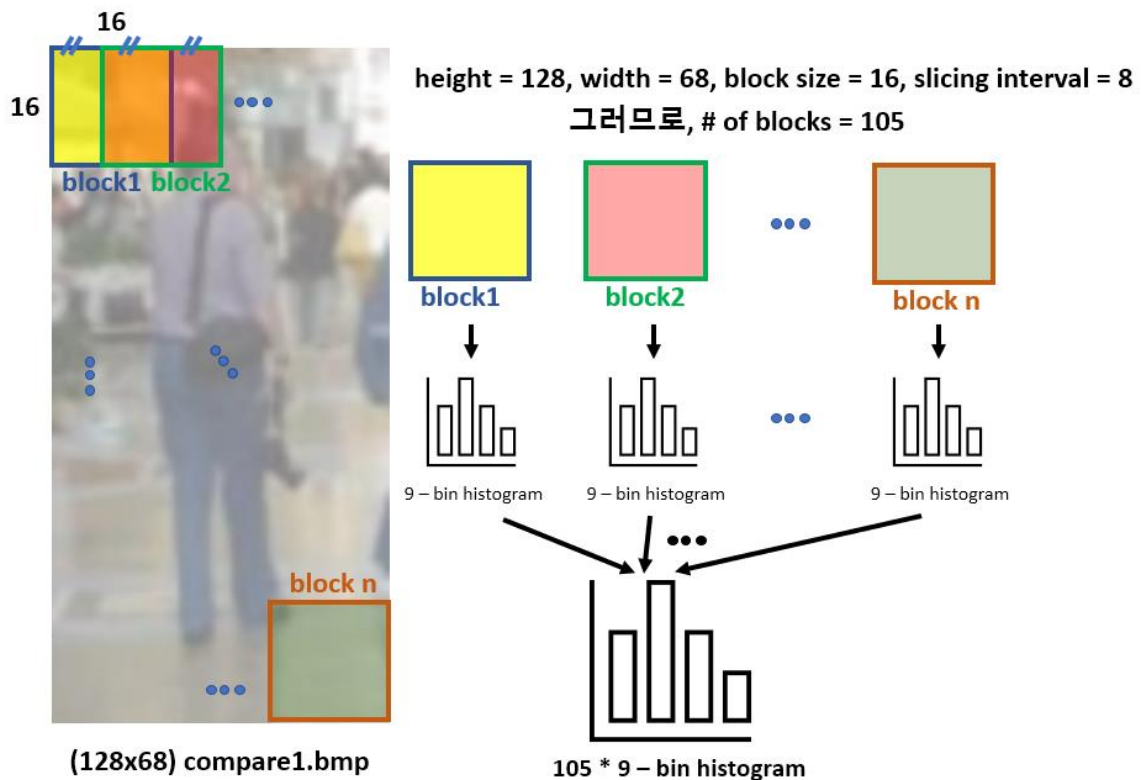 16
16
block1 block2
height = 128, width = 68, block size = 16, slicing interval = 8
그러므로, # of blocks = 105
block1
block2
block n
9 – bin histogram
9 – bin histogram
9 – bin histogram
block n
(128x68) compare1.bmp
105 * 9 – bin histogram